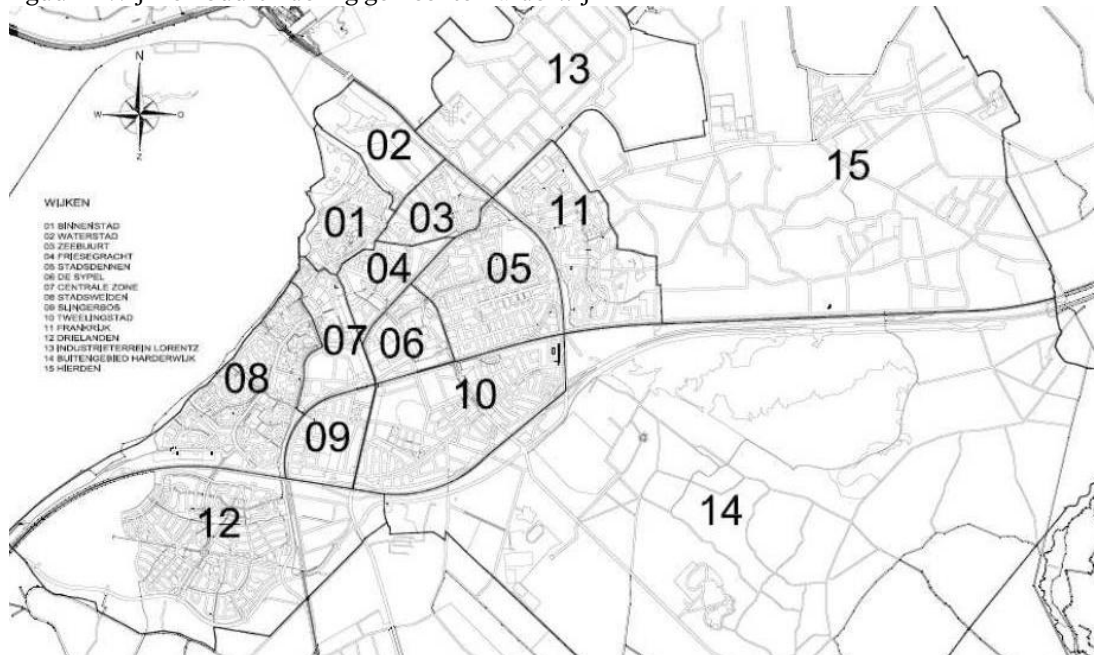 13
N
02
W
O
15
Z
WIJKEN
11
01
03
01 BINNENSTAD
02 WATERSTAD
03 ZEEBUURT
04 FRIESEGRACHT
05 STADSDENNEN
06 DE SYPEL
07 CENTRALE ZONE
08 STADSWEIDEN
09 SLINGERBOS
10 TWEELINGSTAD
11 FRANKRIJK
12 DRIELANDEN
13 INDUSTRIETERREIN LORENTZ
14 BUITENGEBIED HARDERWIJK
15 HIERDEN
04
05
07
06
08
10
09
14
12